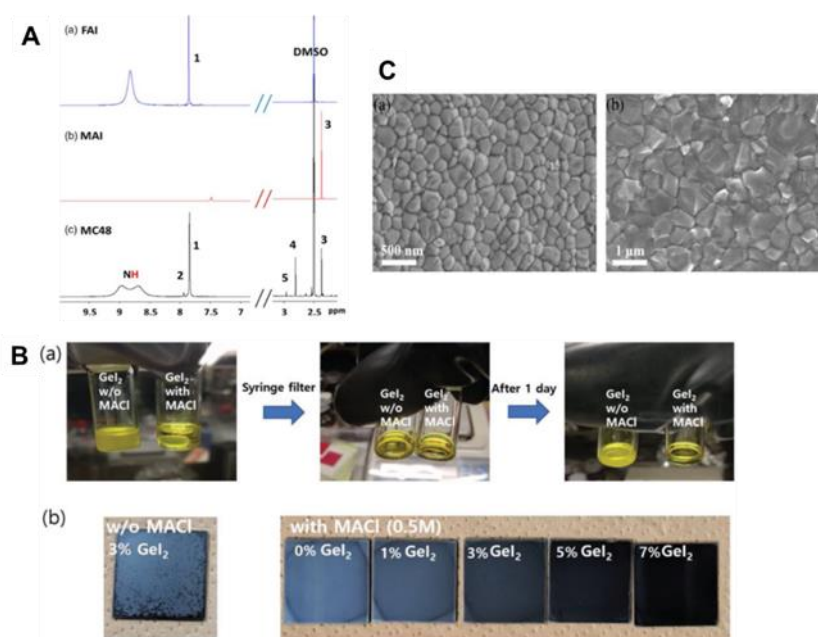 A
(a) FAI
1
DMSO
(b) MAI
3
(c) MC48
1
NH
2
4
5
3
9.5 9 8.5 8 7.5 3 2.5 ppm
C
(a)
500 nm
(b)
1 µm
B
(a)
GeI₂
w/o
MACl
GeI₂
with
MACl
Syringe filter
GeI₂
w/o
MACl
GeI₂
with
MACl
After 1 day
GeI₂
w/o
MACl
GeI₂
with
MACl
(b)
w/o MACl
3% GeI₂
with MACl (0.5M)
0% GeI₂
1% GeI₂
3% GeI₂
5% GeI₂
7% GeI₂